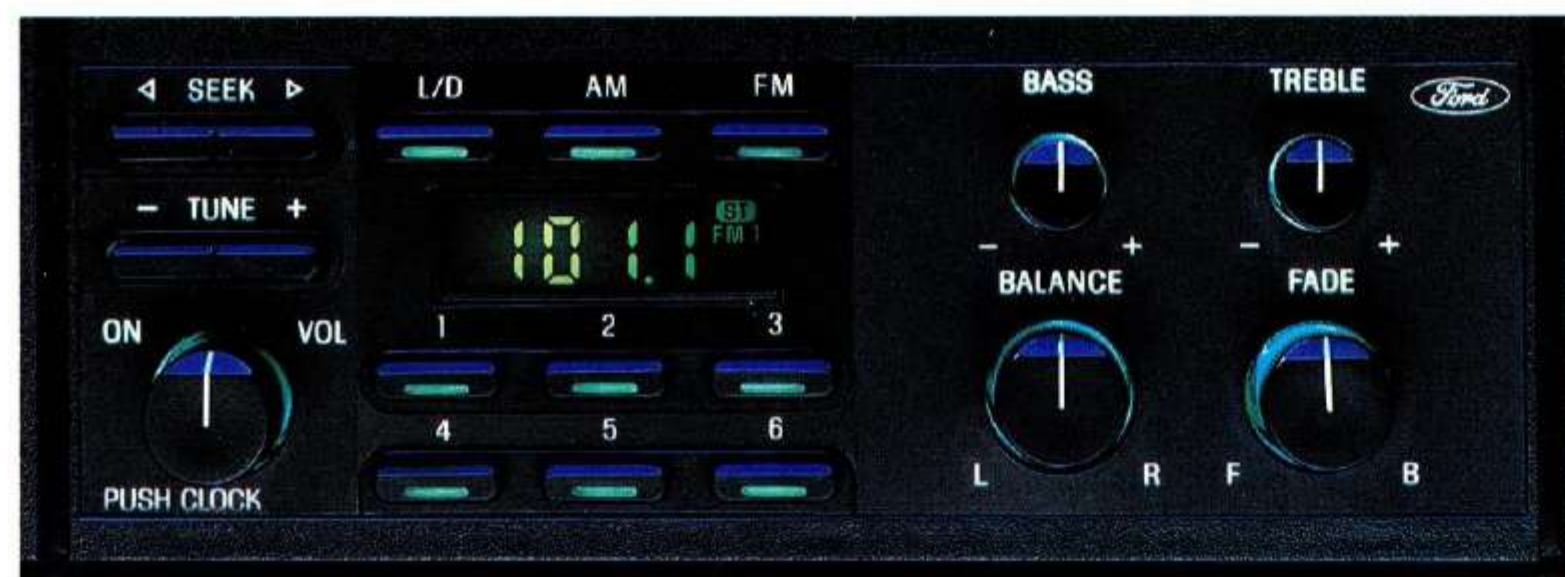 ◁ SEEK ▷
L/D AM FM
BASS TREBLE
Ford
− TUNE +
101.1
ST
FM 1
− + − +
BALANCE FADE
ON VOL
1 2 3
4 5 6
L R F B
PUSH CLOCK